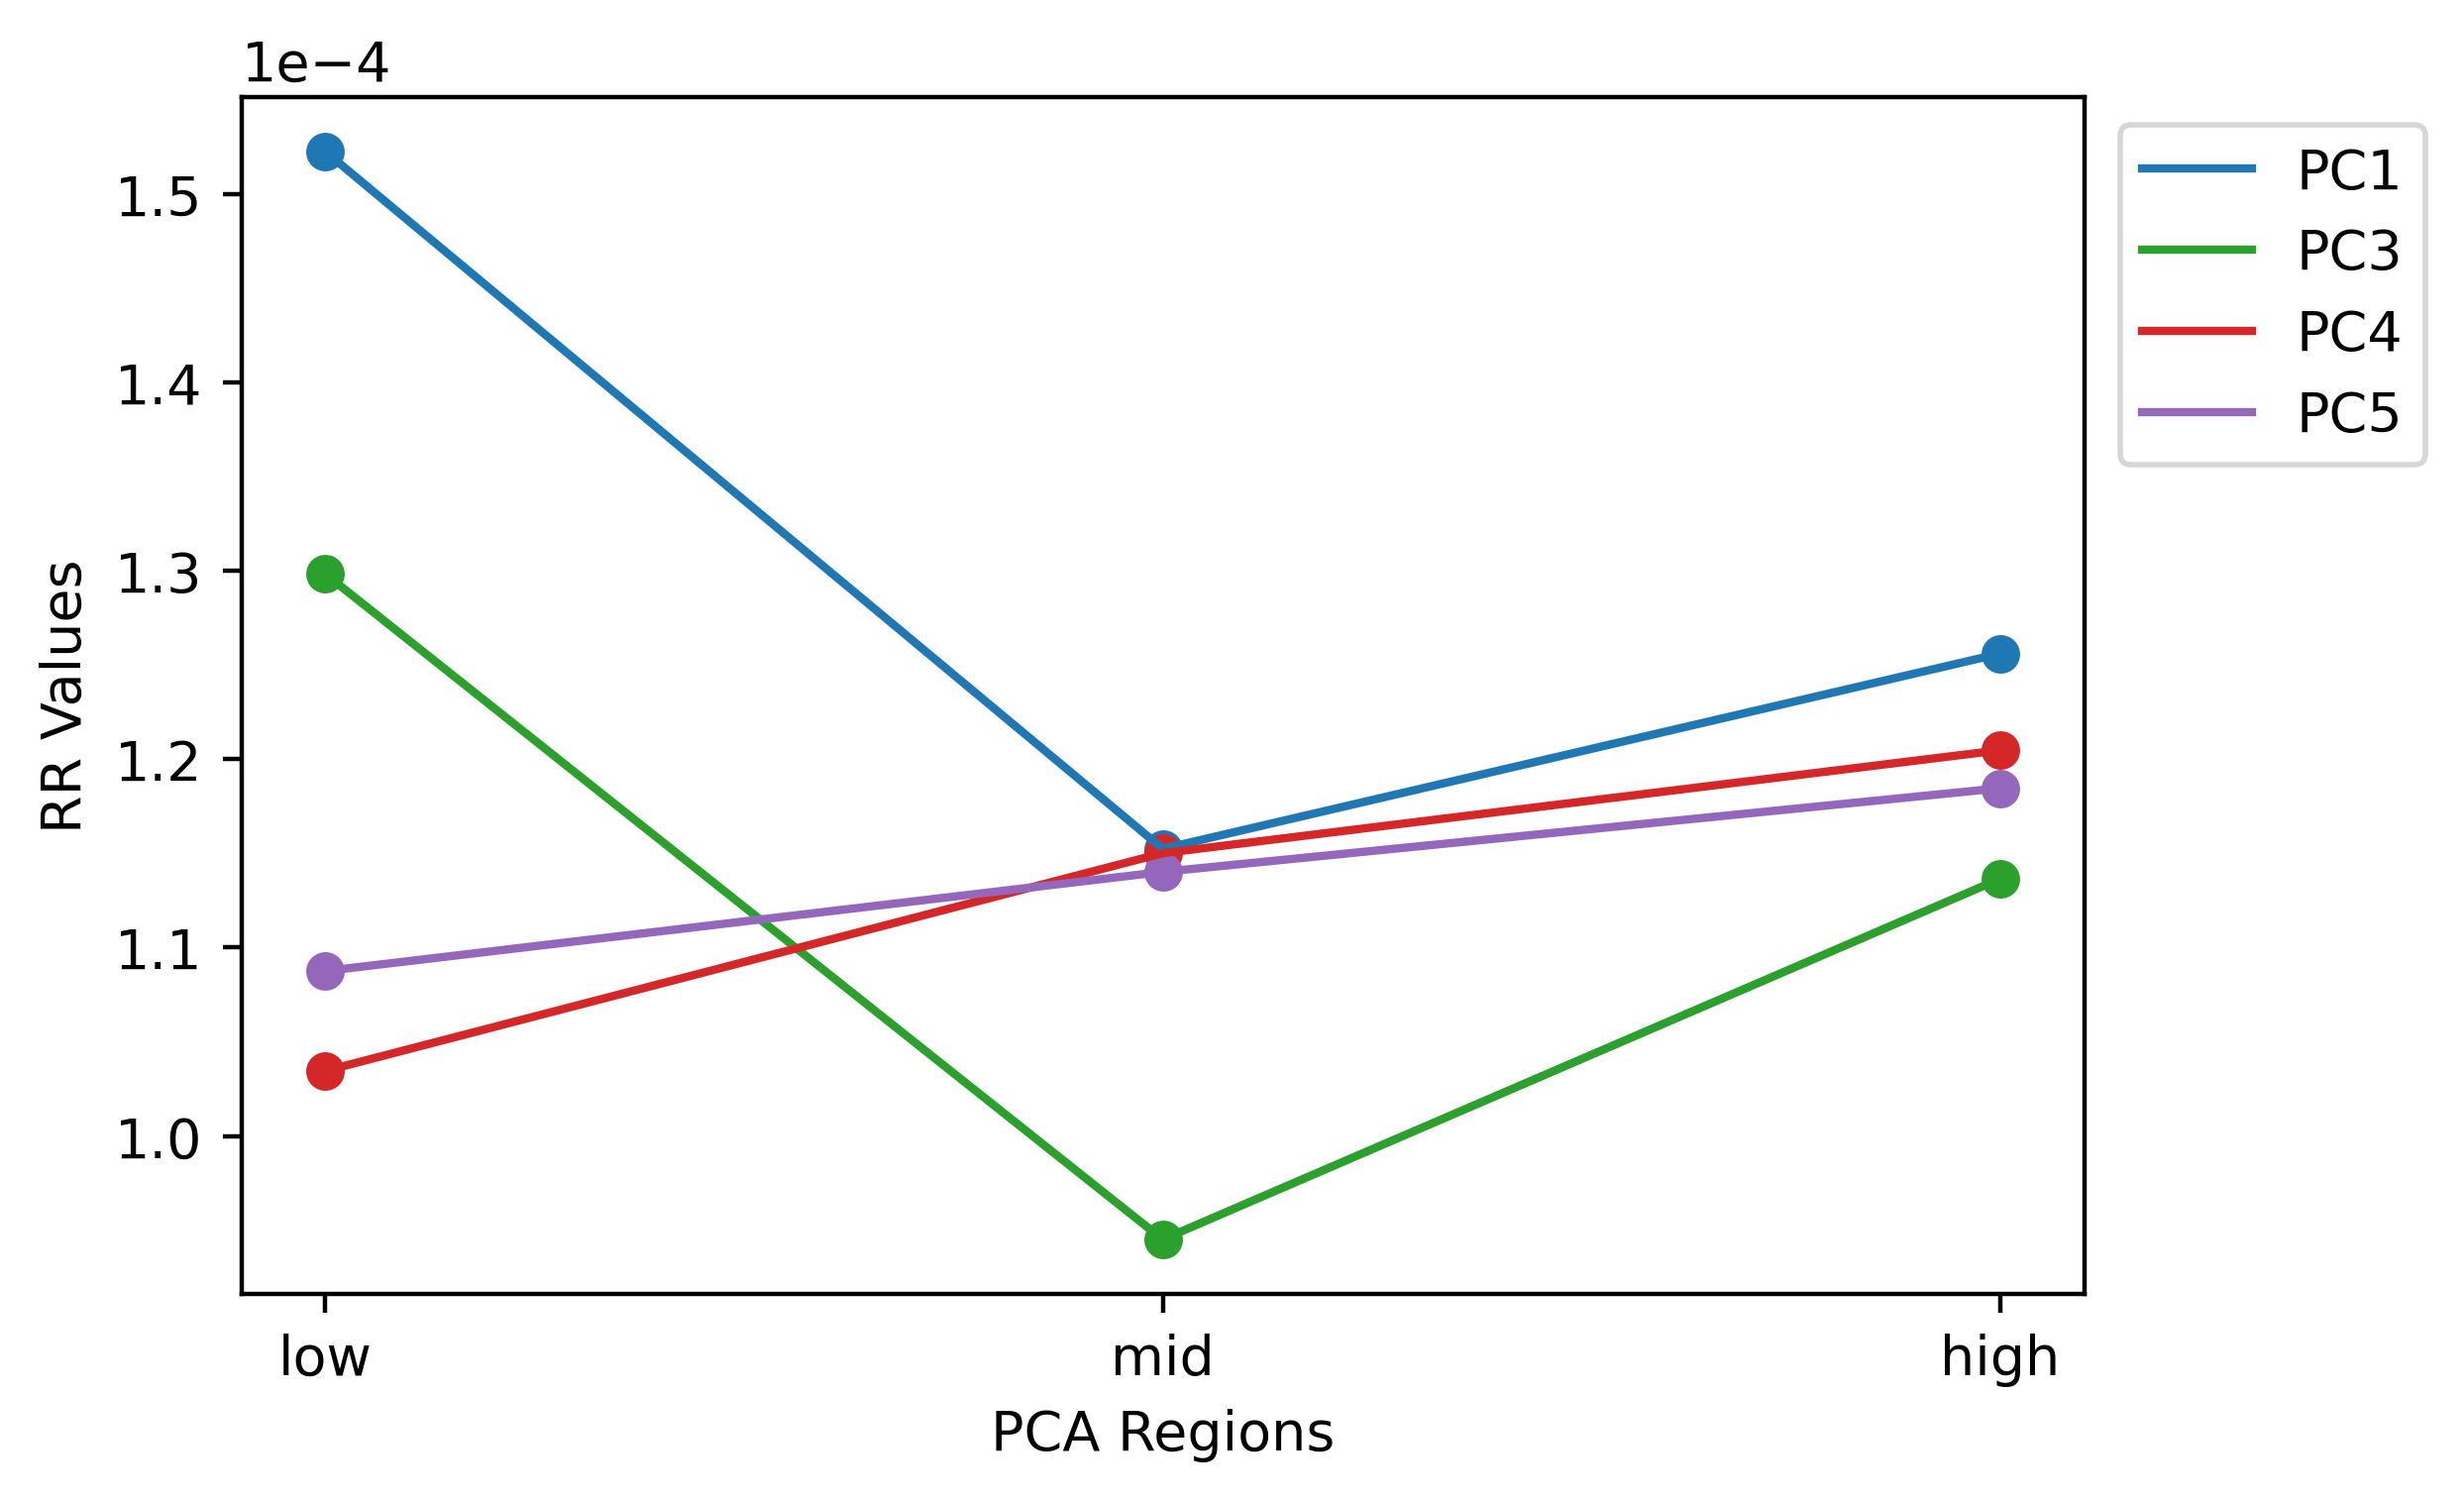 1e−4
1.5
1.4
1.3
1.2
1.1
1.0
RR Values
low
mid
high
PCA Regions
PC1
PC3
PC4
PC5